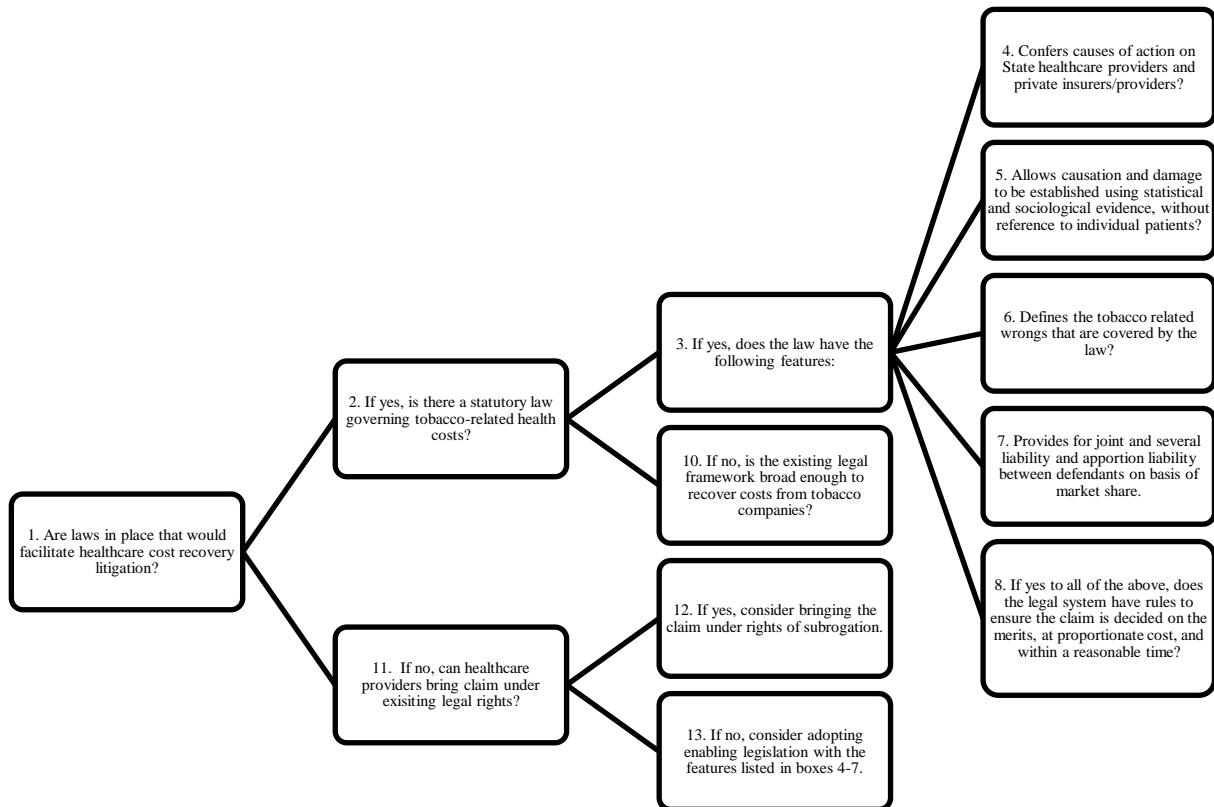 1. Are laws in place that would
facilitate healthcare cost recovery
litigation?
2. If yes, is there a statutory law
governing tobacco-related health
costs?
3. If yes, does the law have the
following features:
4. Confers causes of action on
State healthcare providers and
private insurers/providers?
5. Allows causation and damage
to be established using statistical
and sociological evidence, without
reference to individual patients?
6. Defines the tobacco related
wrongs that are covered by the
law?
7. Provides for joint and several
liability and apportion liability
between defendants on basis of
market share.
8. If yes to all of the above, does
the legal system have rules to
ensure the claim is decided on the
merits, at proportionate cost, and
within a reasonable time?
10. If no, is the existing legal
framework broad enough to
recover costs from tobacco
companies?
11.  If no, can healthcare
providers bring claim under
exisiting legal rights?
12. If yes, consider bringing the
claim under rights of subrogation.
13. If no, consider adopting
enabling legislation with the
features listed in boxes 4-7.